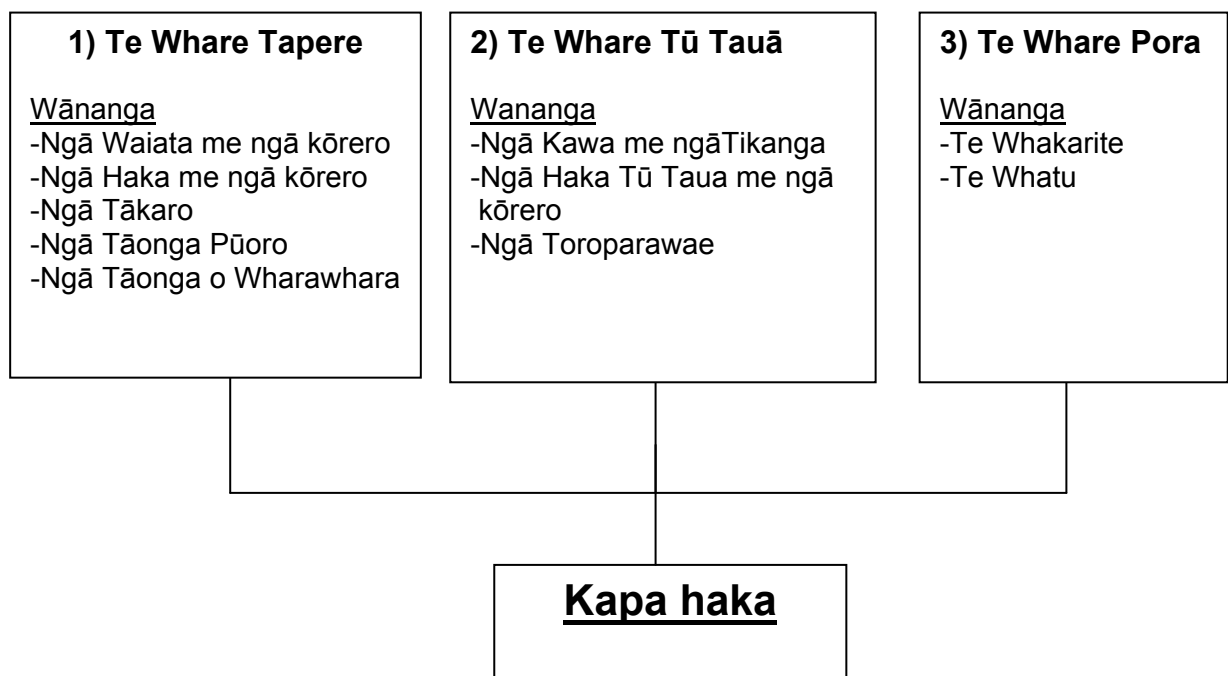 1) Te Whare Tapere
Wānanga
-Ngā Waiata me ngā kōrero
-Ngā Haka me ngā kōrero
-Ngā Tākaro
-Ngā Tāonga Pūoro
-Ngā Tāonga o Wharawhara
2) Te Whare Tū Tauā
Wananga
-Ngā Kawa me ngāTikanga
-Ngā Haka Tū Taua me ngā
kōrero
-Ngā Toroparawae
3) Te Whare Pora
Wānanga
-Te Whakarite
-Te Whatu
Kapa haka